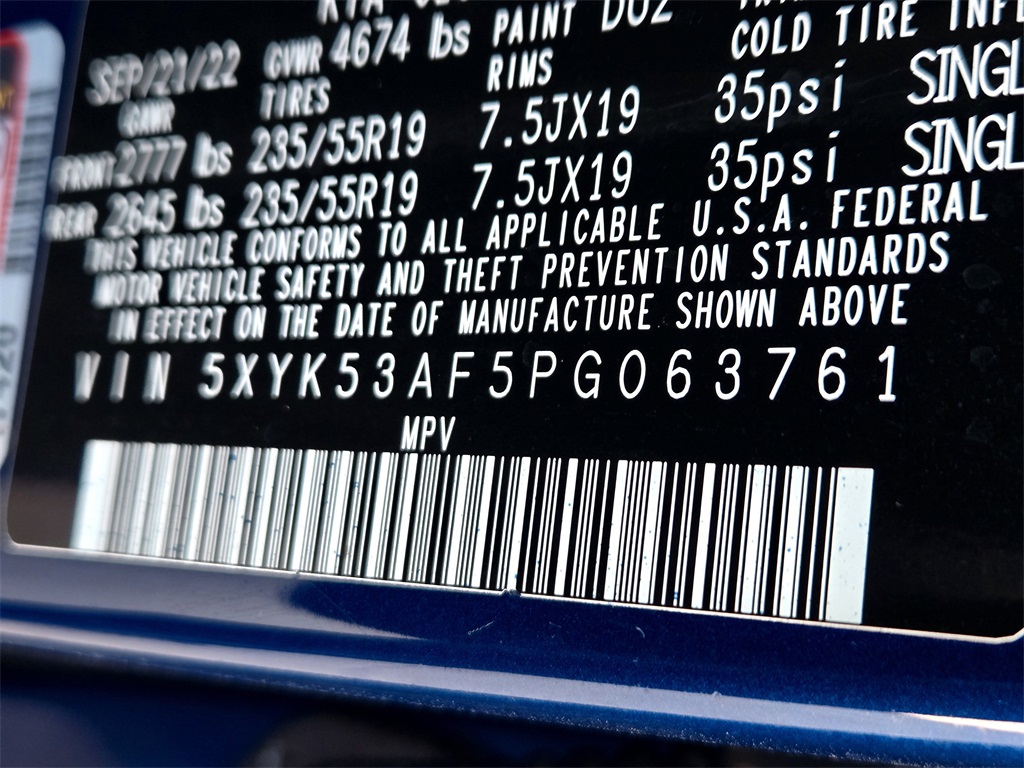 SEP/21/22 GVWR 4674 lbs PAINT DU2
GAWR TIRES RIMS COLD TIRE
FRONT 2777 lbs 235/55R19 7.5JX19 35psi
REAR 2645 lbs 235/55R19 7.5JX19 35psi
THIS VEHICLE CONFORMS TO ALL APPLICABLE U.S.A. FEDERAL
MOTOR VEHICLE SAFETY AND THEFT PREVENTION STANDARDS
IN EFFECT ON THE DATE OF MANUFACTURE SHOWN ABOVE
VIN 5XYK53AF5PG063761
MPV